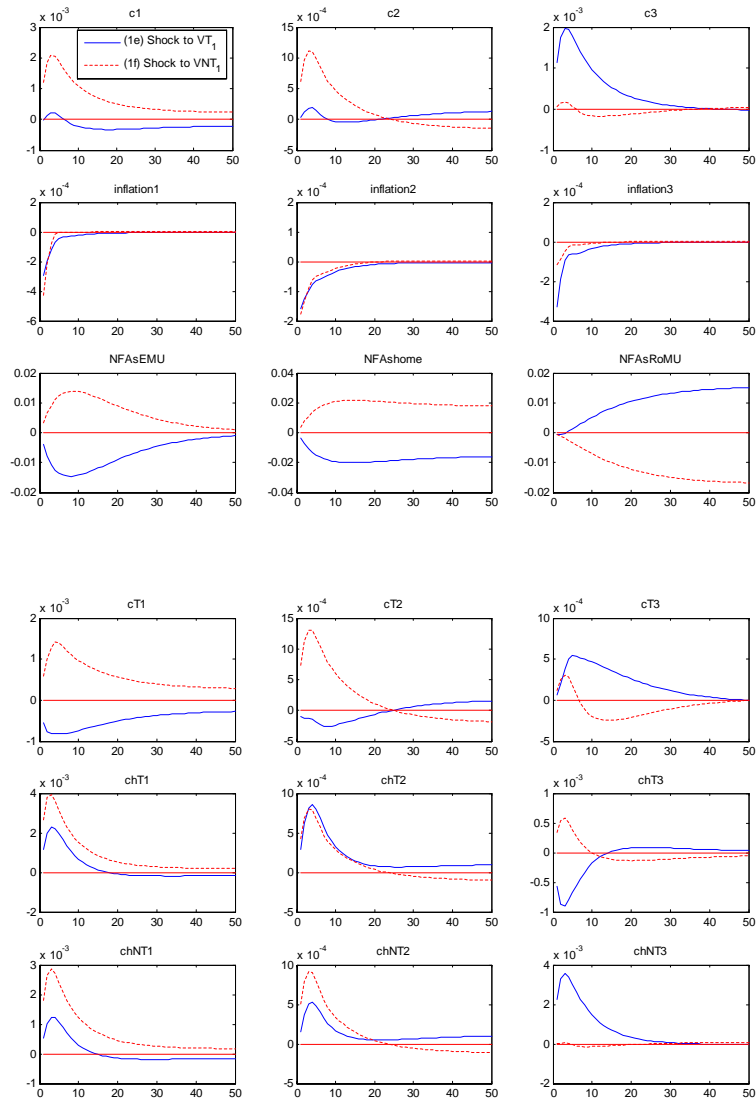 c1 c2 c3
x 10^-3 x 10^-4 x 10^-3
3 2 1 0 -1
(1e) Shock to VT_1
(1f) Shock to VNT_1
15 10 5 0 -5
2 1 0 -1
0 10 20 30 40 50
0 10 20 30 40 50
0 10 20 30 40 50
inflation1 inflation2 inflation3
x 10^-4 x 10^-4 x 10^-4
2 0 -2 -4 -6
2 1 0 -1 -2
2 0 -2 -4
0 10 20 30 40 50
0 10 20 30 40 50
0 10 20 30 40 50
NFAsEMU NFAshome NFAsRoMU
0.02 0.01 0 -0.01 -0.02
0.04 0.02 0 -0.02 -0.04
0.02 0.01 0 -0.01 -0.02
0 10 20 30 40 50
0 10 20 30 40 50
0 10 20 30 40 50
cT1 cT2 cT3
x 10^-3 x 10^-4 x 10^-4
2 1 0 -1
15 10 5 0 -5
10 5 0 -5
0 10 20 30 40 50
0 10 20 30 40 50
0 10 20 30 40 50
chT1 chT2 chT3
x 10^-3 x 10^-4 x 10^-3
4 2 0 -2
10 5 0 -5
1 0.5 0 -0.5 -1
0 10 20 30 40 50
0 10 20 30 40 50
0 10 20 30 40 50
chNT1 chNT2 chNT3
x 10^-3 x 10^-4 x 10^-3
3 2 1 0 -1
10 5 0 -5
4 2 0 -2
0 10 20 30 40 50
0 10 20 30 40 50
0 10 20 30 40 50